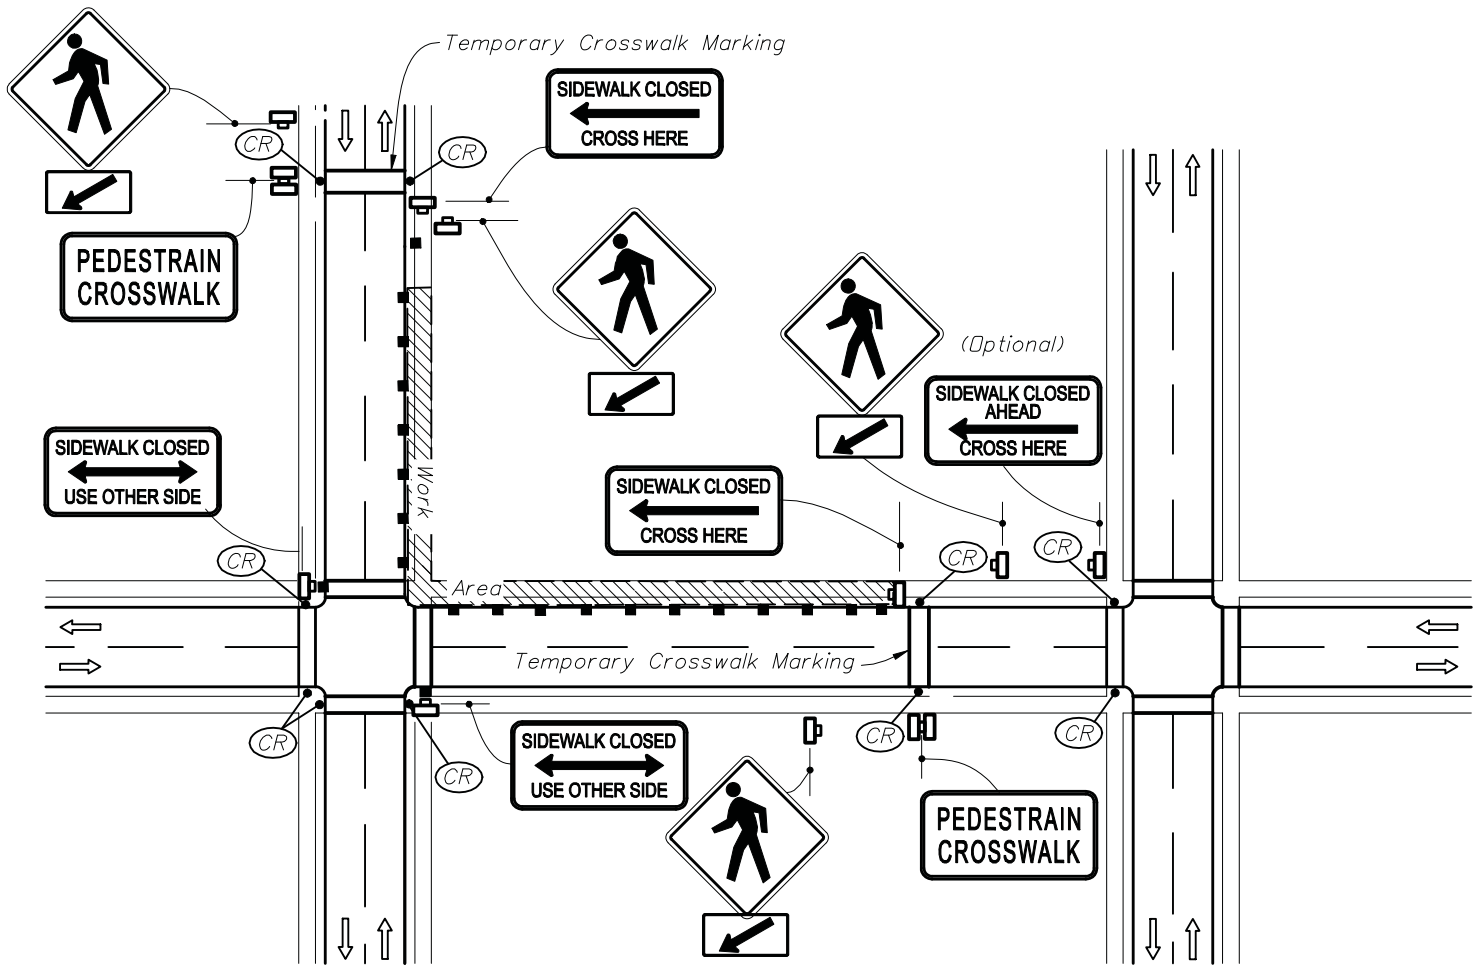 Temporary Crosswalk Marking
SIDEWALK CLOSED
CROSS HERE
CR
CR
PEDESTRAIN
CROSSWALK
(Optional)
SIDEWALK CLOSED
AHEAD
CROSS HERE
SIDEWALK CLOSED
USE OTHER SIDE
Work
SIDEWALK CLOSED
CROSS HERE
CR
CR
CR
Area
Temporary Crosswalk Marking
CR
CR
CR
CR
SIDEWALK CLOSED
USE OTHER SIDE
PEDESTRAIN
CROSSWALK